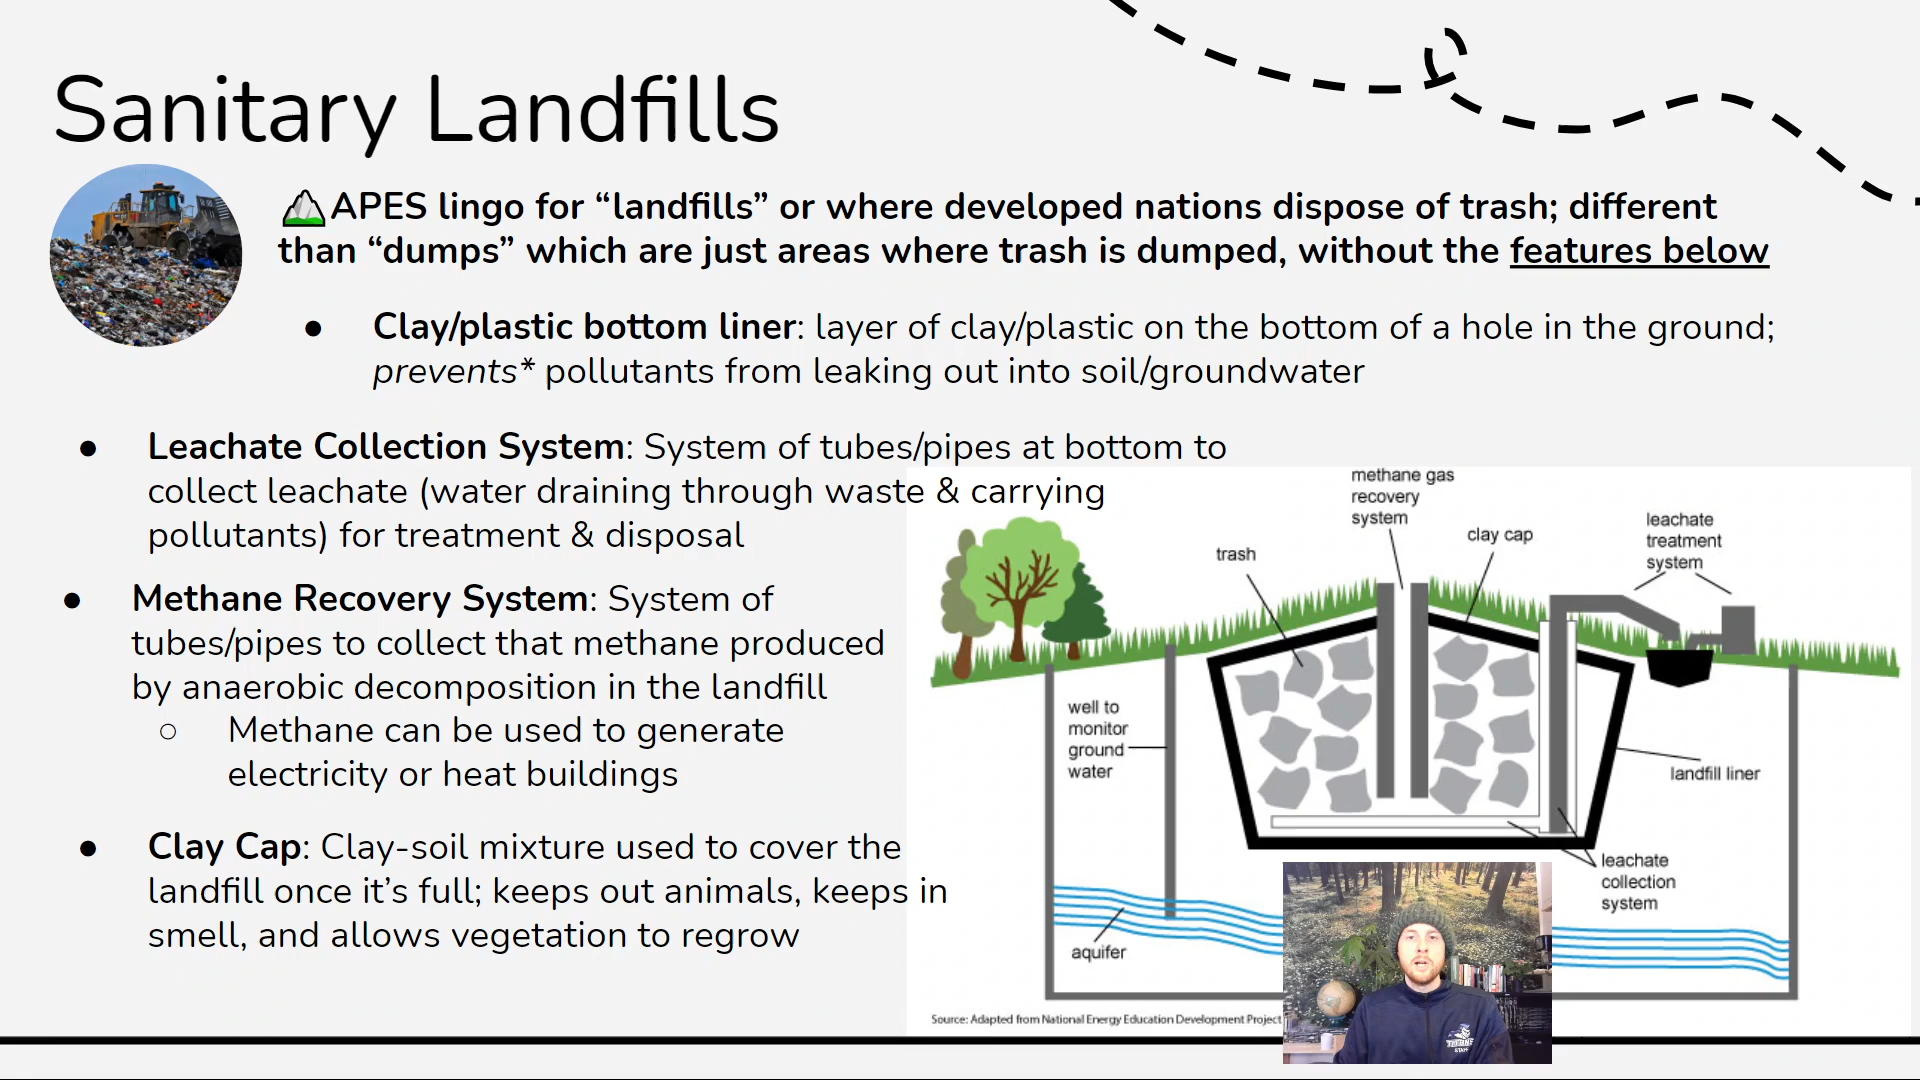 Sanitary Landfills
APES lingo for “landfills” or where developed nations dispose of trash; different
than “dumps” which are just areas where trash is dumped, without the features below
● Clay/plastic bottom liner: layer of clay/plastic on the bottom of a hole in the ground;
prevents* pollutants from leaking out into soil/groundwater
● Leachate Collection System: System of tubes/pipes at bottom to
collect leachate (water draining through waste & carrying
pollutants) for treatment & disposal
● Methane Recovery System: System of
tubes/pipes to collect that methane produced
by anaerobic decomposition in the landfill
○ Methane can be used to generate
electricity or heat buildings
● Clay Cap: Clay-soil mixture used to cover the
landfill once it’s full; keeps out animals, keeps in
smell, and allows vegetation to regrow
methane gas
recovery
system
trash
clay cap
leachate
treatment
system
well to
monitor
ground
water
landfill liner
leachate
collection
system
aquifer
Source: Adapted from National Energy Education Development Project
STAFF